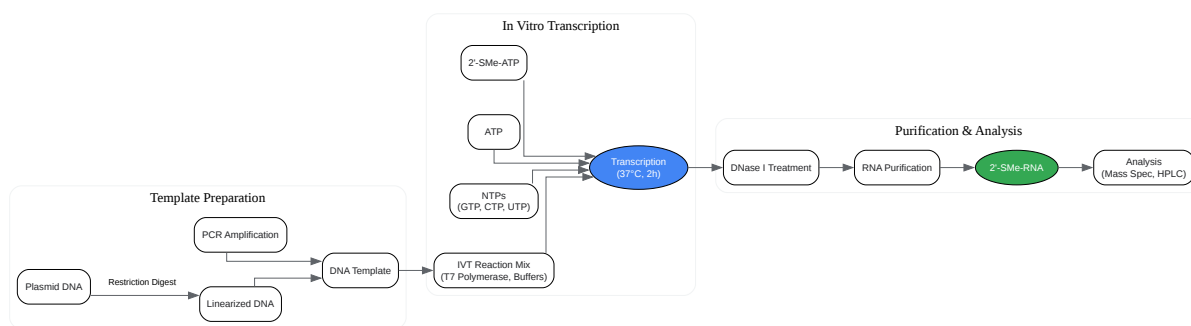 Template Preparation
Plasmid DNA
Restriction Digest
PCR Amplification
Linearized DNA
DNA Template
In Vitro Transcription
2'-SMe-ATP
ATP
NTPs
(GTP, CTP, UTP)
IVT Reaction Mix
(T7 Polymerase, Buffers)
Transcription
(37°C, 2h)
Purification & Analysis
DNase I Treatment
RNA Purification
2'-SMe-RNA
Analysis
(Mass Spec, HPLC)